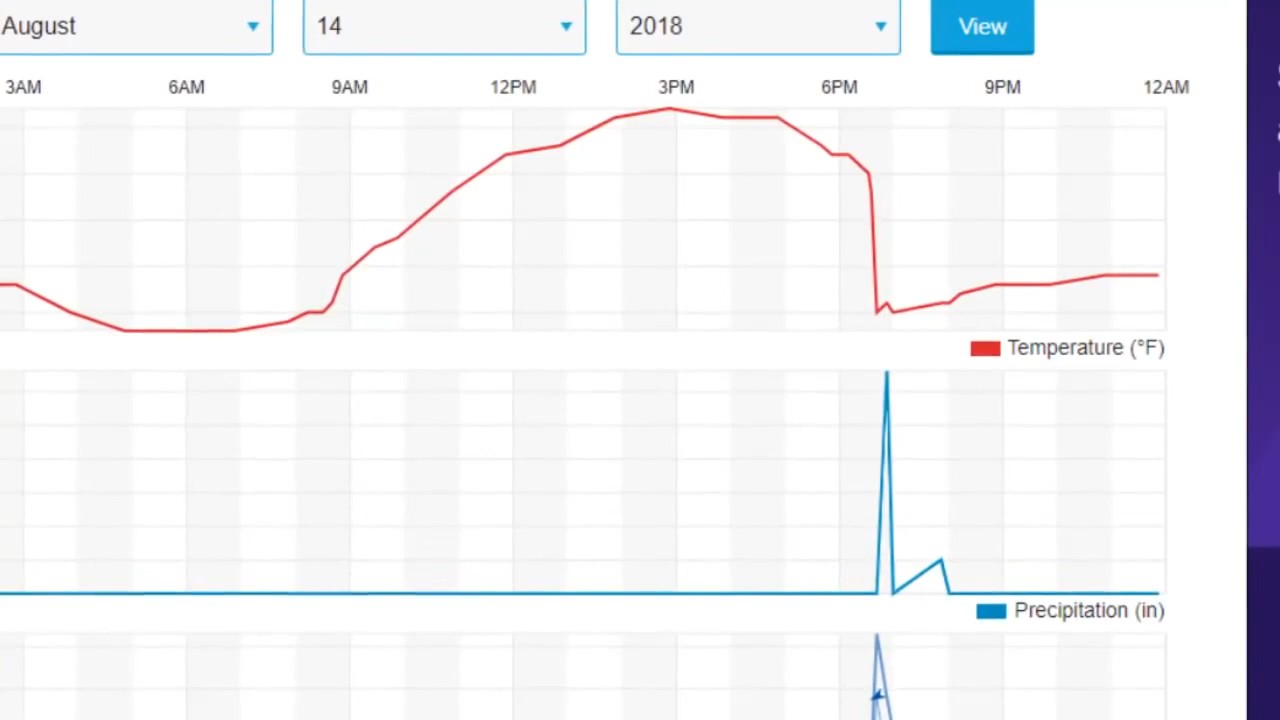 August 14 2018 View
3AM 6AM 9AM 12PM 3PM 6PM 9PM 12AM
Temperature (°F)
Precipitation (in)